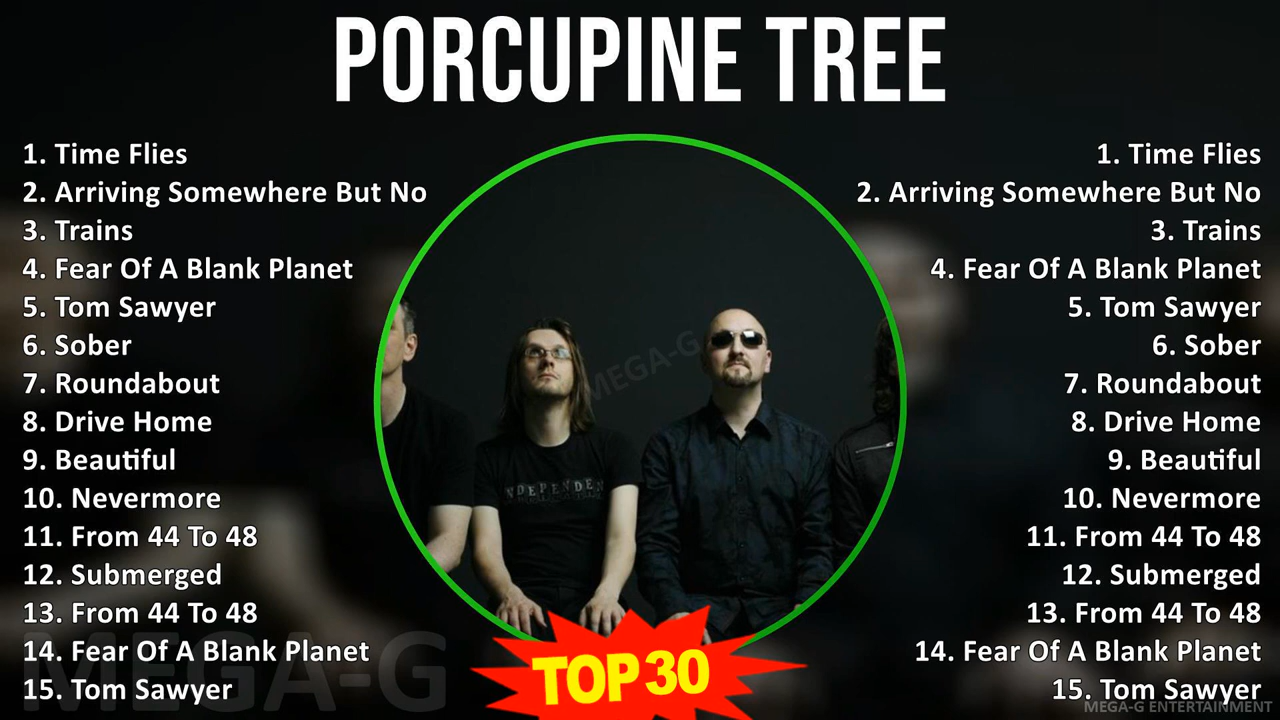 PORCUPINE TREE
1. Time Flies
2. Arriving Somewhere But No
3. Trains
4. Fear Of A Blank Planet
5. Tom Sawyer
6. Sober
7. Roundabout
8. Drive Home
9. Beautiful
10. Nevermore
11. From 44 To 48
12. Submerged
13. From 44 To 48
14. Fear Of A Blank Planet
15. Tom Sawyer
1. Time Flies
2. Arriving Somewhere But No
3. Trains
4. Fear Of A Blank Planet
5. Tom Sawyer
6. Sober
7. Roundabout
8. Drive Home
9. Beautiful
10. Nevermore
11. From 44 To 48
12. Submerged
13. From 44 To 48
14. Fear Of A Blank Planet
15. Tom Sawyer
MEGA-G
NDEPENDEN
TOP 30
MEGA-G
MEGA-G ENTERTAINMENT